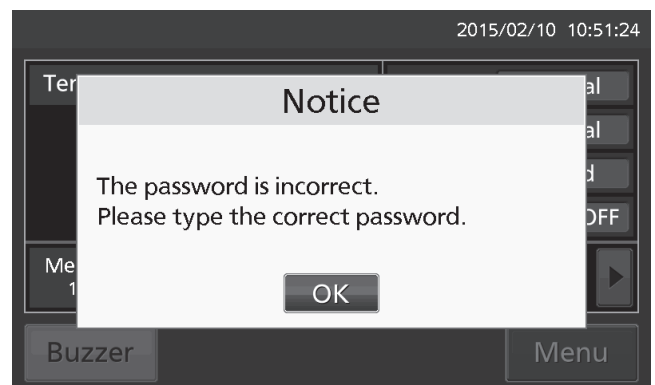 2015/02/10 10:51:24
Notice
The password is incorrect.
Please type the correct password.
OK
Buzzer
Menu